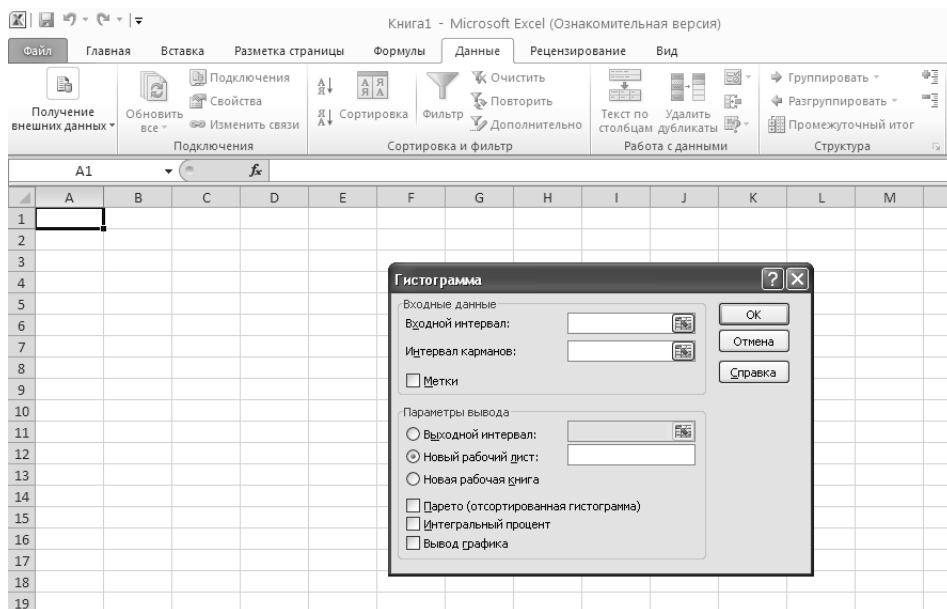 Книга1 - Microsoft Excel (Ознакомительная версия)
Файл Главная Вставка Разметка страницы Формулы Данные Рецензирование Вид
Получение внешних данных
Обновить все
Подключения
Свойства
Изменить связи
Подключения
Сортировка
Фильтр
Очистить
Повторить
Дополнительно
Сортировка и фильтр
Текст по столбцам
Удалить дубликаты
Работа с данными
Группировать
Разгруппировать
Промежуточный итог
Структура
A1 fx
A B C D E F G H I J K L M
1
2
3
4
5
6
7
8
9
10
11
12
13
14
15
16
17
18
19
Гистограмма
Входные данные
Входной интервал:
Интервал карманов:
Метки
OK
Отмена
Справка
Параметры вывода
Выходной интервал:
Новый рабочий лист:
Новая рабочая книга
Парето (отсортированная гистограмма)
Интегральный процент
Вывод графика